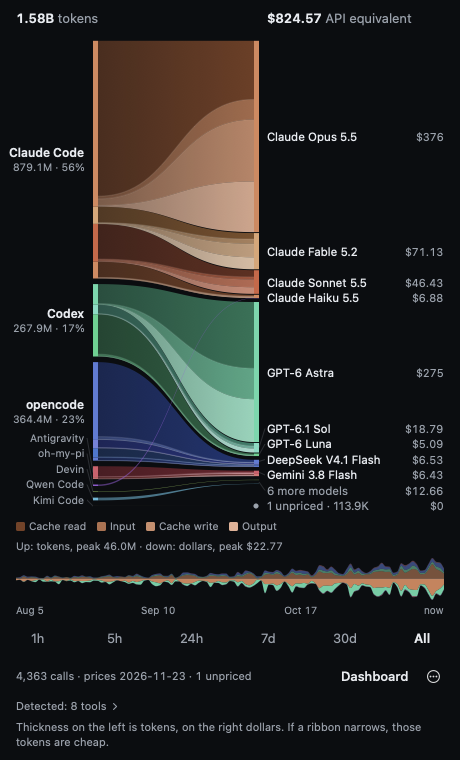 1.58B tokens
$824.57 API equivalent
Claude Code
879.1M · 56%
Codex
267.9M · 17%
opencode
364.4M · 23%
Antigravity
oh-my-pi
Devin
Qwen Code
Kimi Code
Claude Opus 5.5 $376
Claude Fable 5.2 $71.13
Claude Sonnet 5.5 $46.43
Claude Haiku 5.5 $6.88
GPT-6 Astra $275
GPT-6.1 Sol $18.79
GPT-6 Luna $5.09
DeepSeek V4.1 Flash $6.53
Gemini 3.8 Flash $6.43
6 more models $12.66
1 unpriced · 113.9K $0
Cache read Input Cache write Output
Up: tokens, peak 46.0M · down: dollars, peak $22.77
Aug 5 Sep 10 Oct 17 now
1h 5h 24h 7d 30d All
4,363 calls · prices 2026-11-23 · 1 unpriced
Dashboard
Detected: 8 tools >
Thickness on the left is tokens, on the right dollars. If a ribbon narrows, those
tokens are cheap.